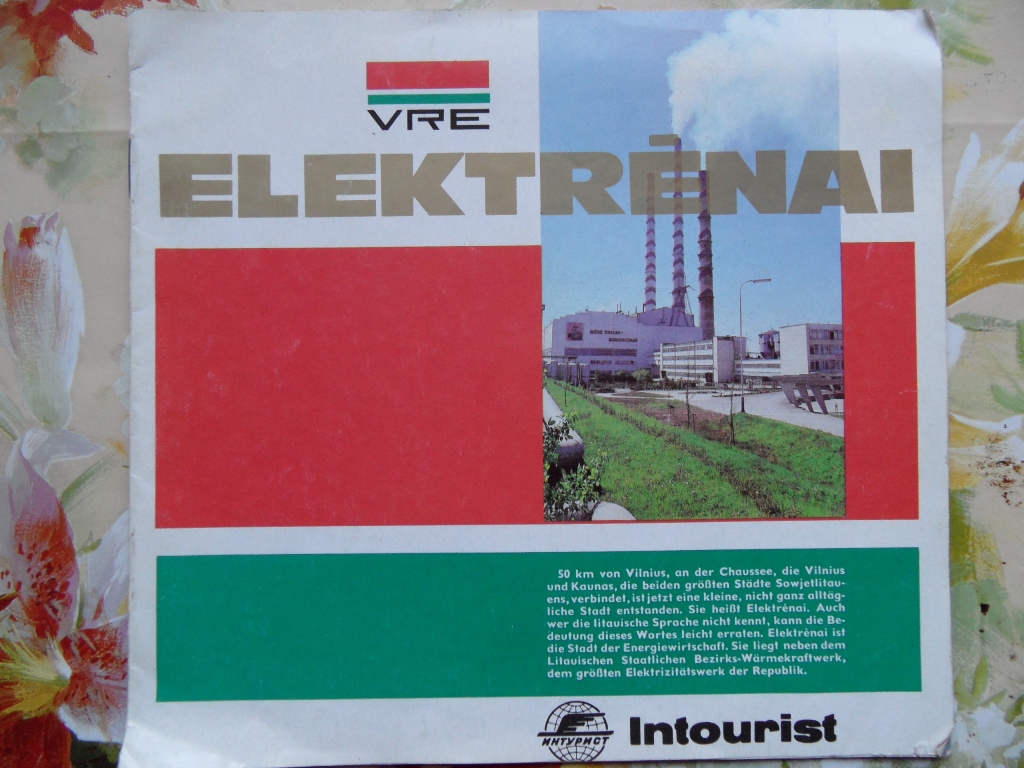 VRE
ELEKTRĖNAI
50 km von Vilnius, an der Chaussee, die Vilnius
und Kaunas, die beiden größten Städte Sowjetlitau-
ens, verbindet, ist jetzt eine kleine, nicht ganz alltäg-
liche Stadt entstanden. Sie heißt Elektrėnai. Auch
wer die litauische Sprache nicht kennt, kann die Be-
deutung dieses Wortes leicht erraten. Elektrėnai ist
die Stadt der Energiewirtschaft. Sie liegt neben dem
Litauischen Staatlichen Bezirks-Wärmekraftwerk,
dem größten Elektrizitätswerk der Republik.
ИНТУРИСТ
Intourist